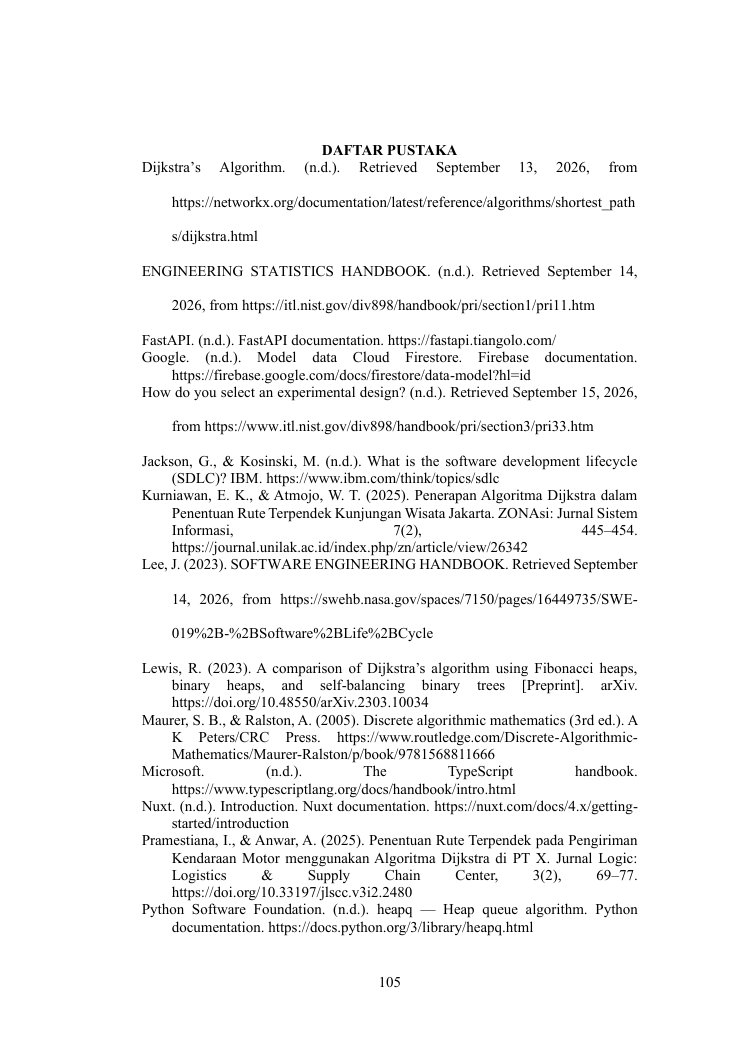 DAFTAR PUSTAKA
Dijkstra’s Algorithm. (n.d.). Retrieved September 13, 2026, from
https://networkx.org/documentation/latest/reference/algorithms/shortest_path
s/dijkstra.html
ENGINEERING STATISTICS HANDBOOK. (n.d.). Retrieved September 14,
2026, from https://itl.nist.gov/div898/handbook/pri/section1/pri11.htm
FastAPI. (n.d.). FastAPI documentation. https://fastapi.tiangolo.com/
Google. (n.d.). Model data Cloud Firestore. Firebase documentation.
https://firebase.google.com/docs/firestore/data-model?hl=id
How do you select an experimental design? (n.d.). Retrieved September 15, 2026,
from https://www.itl.nist.gov/div898/handbook/pri/section3/pri33.htm
Jackson, G., & Kosinski, M. (n.d.). What is the software development lifecycle
(SDLC)? IBM. https://www.ibm.com/think/topics/sdlc
Kurniawan, E. K., & Atmojo, W. T. (2025). Penerapan Algoritma Dijkstra dalam
Penentuan Rute Terpendek Kunjungan Wisata Jakarta. ZONAsi: Jurnal Sistem
Informasi, 7(2), 445–454.
https://journal.unilak.ac.id/index.php/zn/article/view/26342
Lee, J. (2023). SOFTWARE ENGINEERING HANDBOOK. Retrieved September
14, 2026, from https://swehb.nasa.gov/spaces/7150/pages/16449735/SWE-
019%2B-%2BSoftware%2BLife%2BCycle
Lewis, R. (2023). A comparison of Dijkstra’s algorithm using Fibonacci heaps,
binary heaps, and self-balancing binary trees [Preprint]. arXiv.
https://doi.org/10.48550/arXiv.2303.10034
Maurer, S. B., & Ralston, A. (2005). Discrete algorithmic mathematics (3rd ed.). A
K Peters/CRC Press. https://www.routledge.com/Discrete-Algorithmic-
Mathematics/Maurer-Ralston/p/book/9781568811666
Microsoft. (n.d.). The TypeScript handbook.
https://www.typescriptlang.org/docs/handbook/intro.html
Nuxt. (n.d.). Introduction. Nuxt documentation. https://nuxt.com/docs/4.x/getting-
started/introduction
Pramestiana, I., & Anwar, A. (2025). Penentuan Rute Terpendek pada Pengiriman
Kendaraan Motor menggunakan Algoritma Dijkstra di PT X. Jurnal Logic:
Logistics & Supply Chain Center, 3(2), 69–77.
https://doi.org/10.33197/jlscc.v3i2.2480
Python Software Foundation. (n.d.). heapq — Heap queue algorithm. Python
documentation. https://docs.python.org/3/library/heapq.html
105